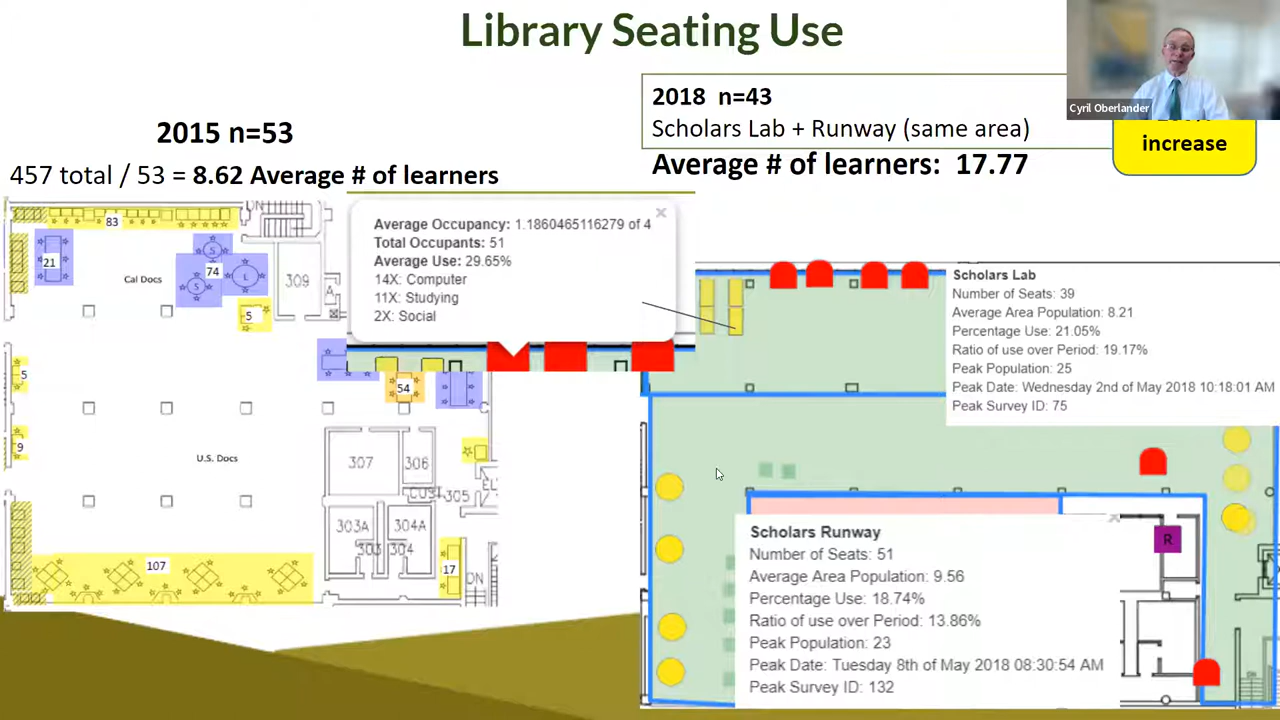 Library Seating Use
Cyril Oberlander
2015 n=53
457 total / 53 = 8.62 Average # of learners
2018 n=43
Scholars Lab + Runway (same area)
Average # of learners: 17.77
increase
Average Occupancy: 1.1860465116279 of 4
Total Occupants: 51
Average Use: 29.65%
14X: Computer
11X: Studying
2X: Social
Scholars Lab
Number of Seats: 39
Average Area Population: 8.21
Percentage Use: 21.05%
Ratio of use over Period: 19.17%
Peak Population: 25
Peak Date: Wednesday 2nd of May 2018 10:18:01 AM
Peak Survey ID: 75
Scholars Runway
Number of Seats: 51
Average Area Population: 9.56
Percentage Use: 18.74%
Ratio of use over Period: 13.86%
Peak Population: 23
Peak Date: Tuesday 8th of May 2018 08:30:54 AM
Peak Survey ID: 132
R
DN
83
21
S
74
S
L
Cal Docs
309
A
5
5
54
9
U.S. Docs
307
306
CUST
305
303A
304A
303
304
107
17
DN